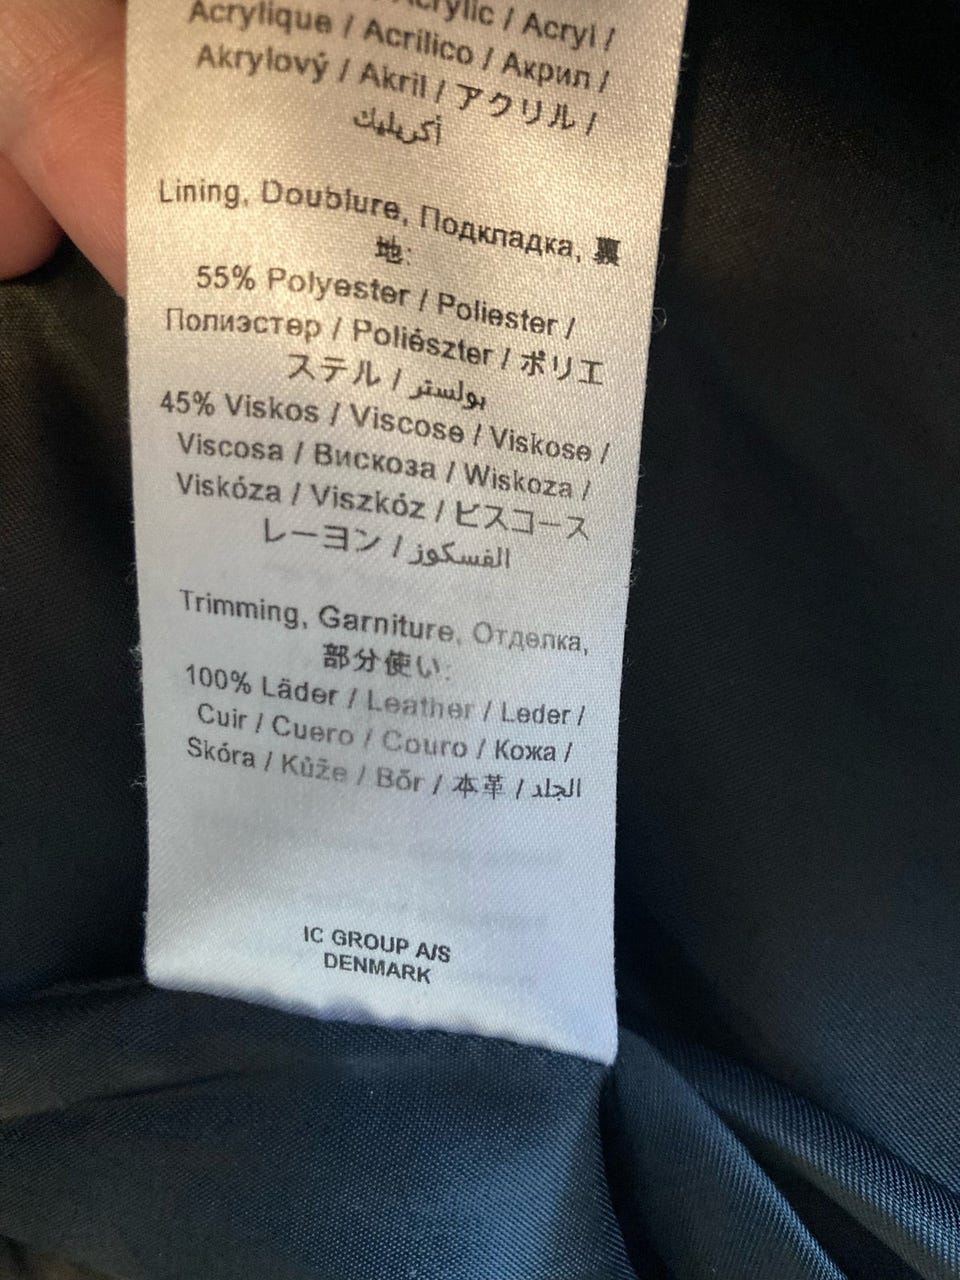 Acrylic / Acryl /
Acrylique / Acrilico / Акрил /
Akrylový / Akril / アクリル /
أكريليك
Lining, Doublure, Подкладка, 裏
地:
55% Polyester / Poliester /
Полиэстер / Poliészter / ポリエ
ステル / بولستر
45% Viskos / Viscose / Viskose /
Viscosa / Вискоза / Wiskoza /
Viskóza / Viszkóz / ビスコース
レーヨン / الفسكوز
Trimming, Garniture, Отделка,
部分使い:
100% Läder / Leather / Leder /
Cuir / Cuero / Couro / Кожа /
Skóra / Kůže / Bőr / 本革 / الجلد
IC GROUP A/S
DENMARK